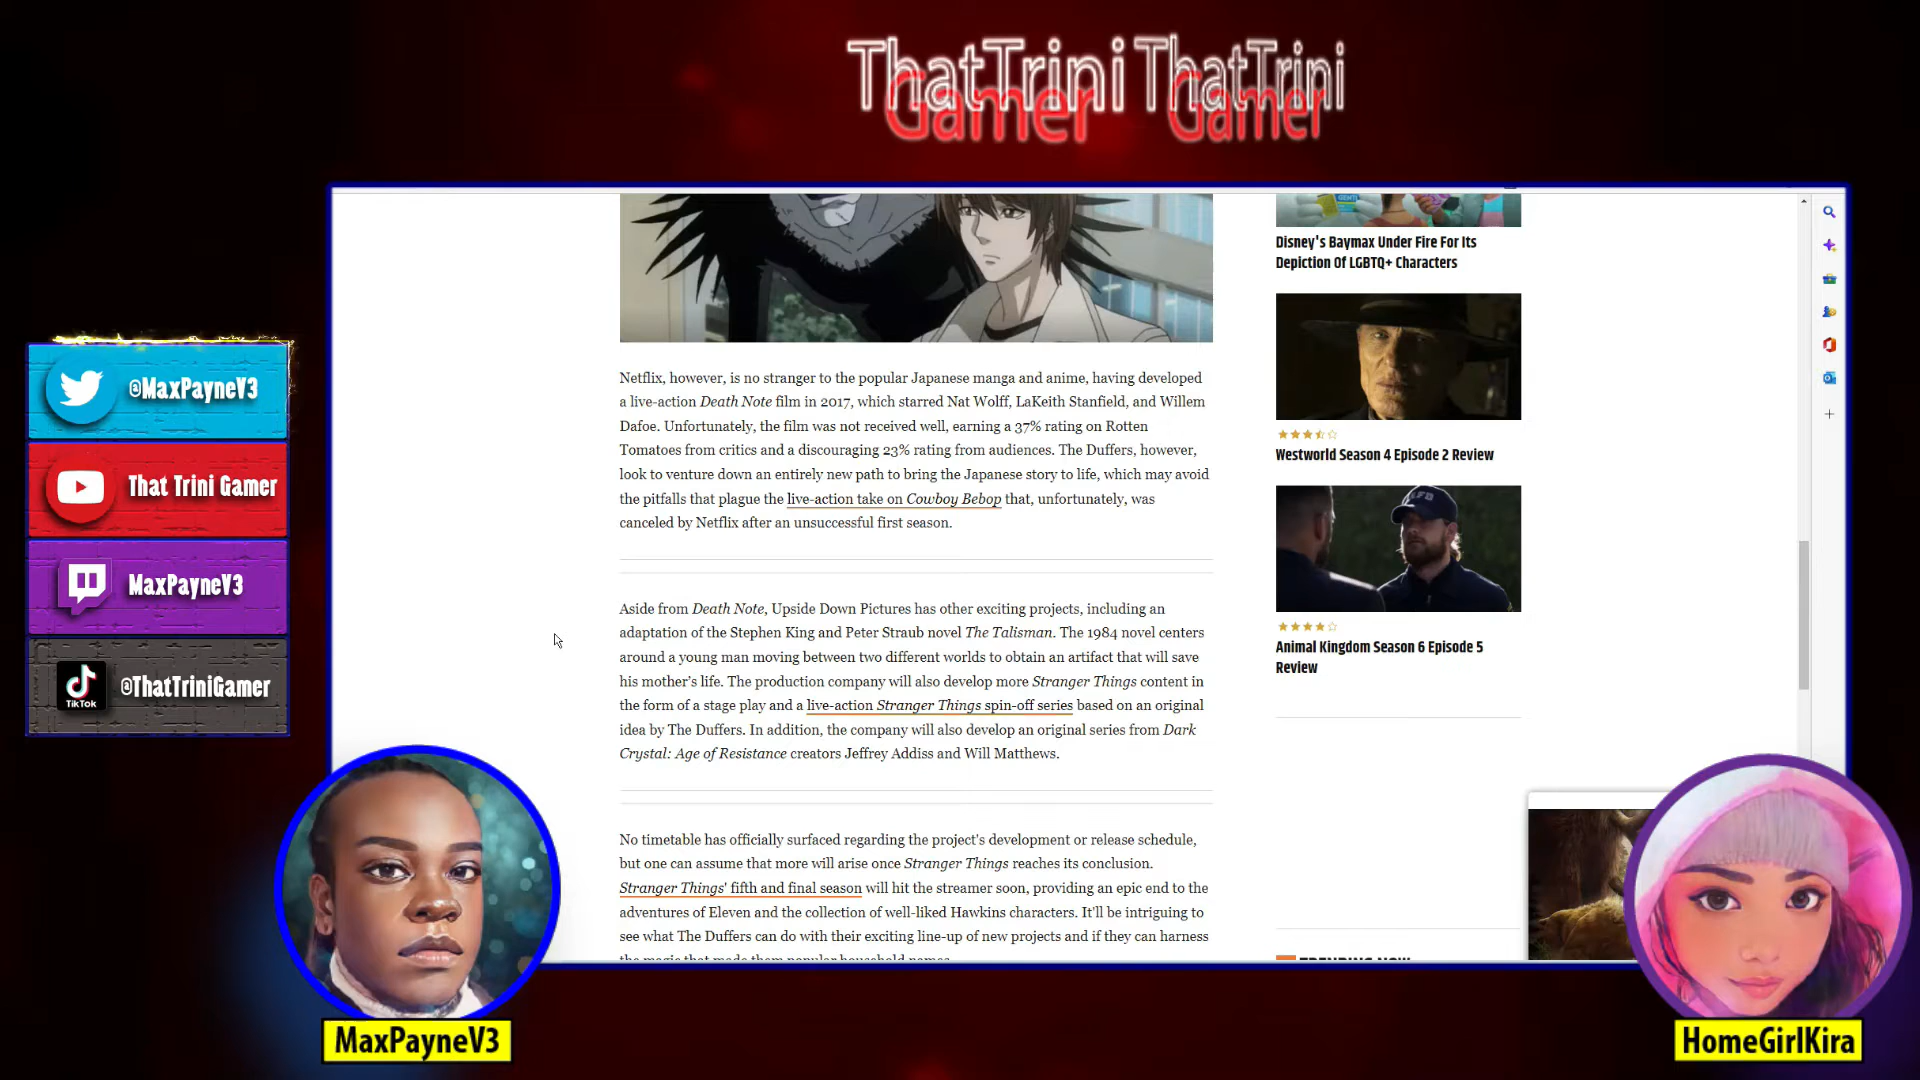 ThatTrini ThatTrini
Gamer Gamer
@MaxPayneV3
That Trini Gamer
MaxPayneV3
TikTok
@ThatTriniGamer
Netflix, however, is no stranger to the popular Japanese manga and anime, having developed
a live-action Death Note film in 2017, which starred Nat Wolff, LaKeith Stanfield, and Willem
Dafoe. Unfortunately, the film was not received well, earning a 37% rating on Rotten
Tomatoes from critics and a discouraging 23% rating from audiences. The Duffers, however,
look to venture down an entirely new path to bring the Japanese story to life, which may avoid
the pitfalls that plague the live-action take on Cowboy Bebop that, unfortunately, was
canceled by Netflix after an unsuccessful first season.
Aside from Death Note, Upside Down Pictures has other exciting projects, including an
adaptation of the Stephen King and Peter Straub novel The Talisman. The 1984 novel centers
around a young man moving between two different worlds to obtain an artifact that will save
his mother's life. The production company will also develop more Stranger Things content in
the form of a stage play and a live-action Stranger Things spin-off series based on an original
idea by The Duffers. In addition, the company will also develop an original series from Dark
Crystal: Age of Resistance creators Jeffrey Addiss and Will Matthews.
No timetable has officially surfaced regarding the project's development or release schedule,
but one can assume that more will arise once Stranger Things reaches its conclusion.
Stranger Things' fifth and final season will hit the streamer soon, providing an epic end to the
adventures of Eleven and the collection of well-liked Hawkins characters. It'll be intriguing to
see what The Duffers can do with their exciting line-up of new projects and if they can harness
the magic that made them popular household names.
Disney's Baymax Under Fire For Its
Depiction Of LGBTQ+ Characters
Westworld Season 4 Episode 2 Review
Animal Kingdom Season 6 Episode 5
Review
TRENDING NOW
MaxPayneV3
HomeGirlKira